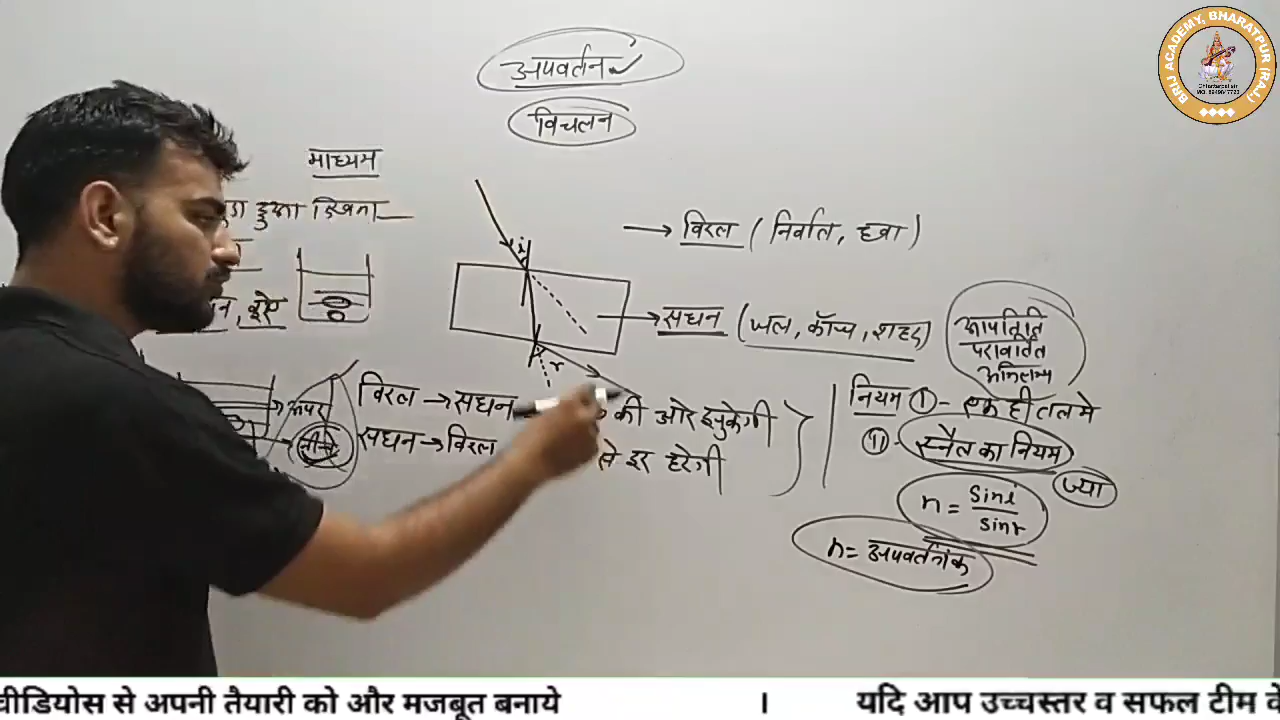 अपवर्तन
विचलन
माध्यम
हुआ दिखना
i
→ विरल ( निर्वात, हवा )
→ सघन ( जल, काँच, शहद )
r
विरल → सघन की ओर झुकेगी
सघन → विरल से दूर हटेगी
आपतित
परावर्तित
अभिलम्ब
नियम ① - एक ही तल मे
② - स्नैल का नियम
ज्या
n = sini
sinr
n = अपवर्तनांक
BRIJ ACADEMY, BHARATPUR (RAJ.)
वीडियोस से अपनी तैयारी को और मजबूत बनाये । यदि आप उच्चस्तर व सफल टीम के